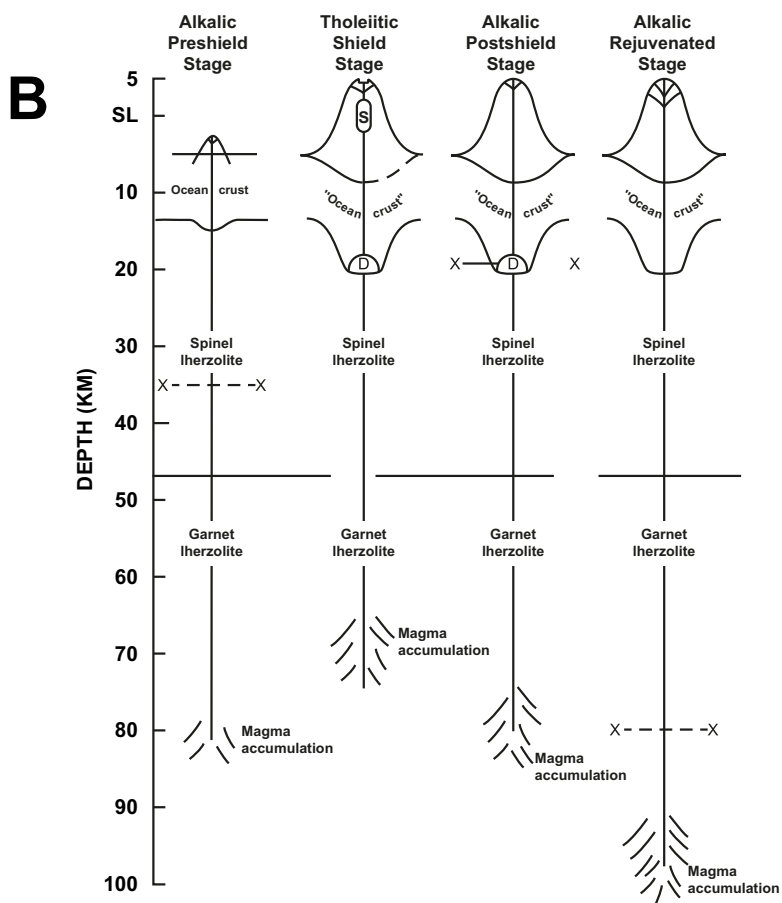 B
Alkalic
Preshield
Stage
Tholeiitic
Shield
Stage
Alkalic
Postshield
Stage
Alkalic
Rejuvenated
Stage
5
SL
10
20
30
40
50
60
70
80
90
100
DEPTH (KM)
S
Ocean crust
"Ocean crust"
"Ocean crust"
"Ocean crust"
D
X D X
Spinel
lherzolite
Spinel
lherzolite
Spinel
lherzolite
Spinel
lherzolite
X X
Garnet
lherzolite
Garnet
lherzolite
Garnet
lherzolite
Garnet
lherzolite
Magma
accumulation
Magma
accumulation
Magma
accumulation
X X
Magma
accumulation